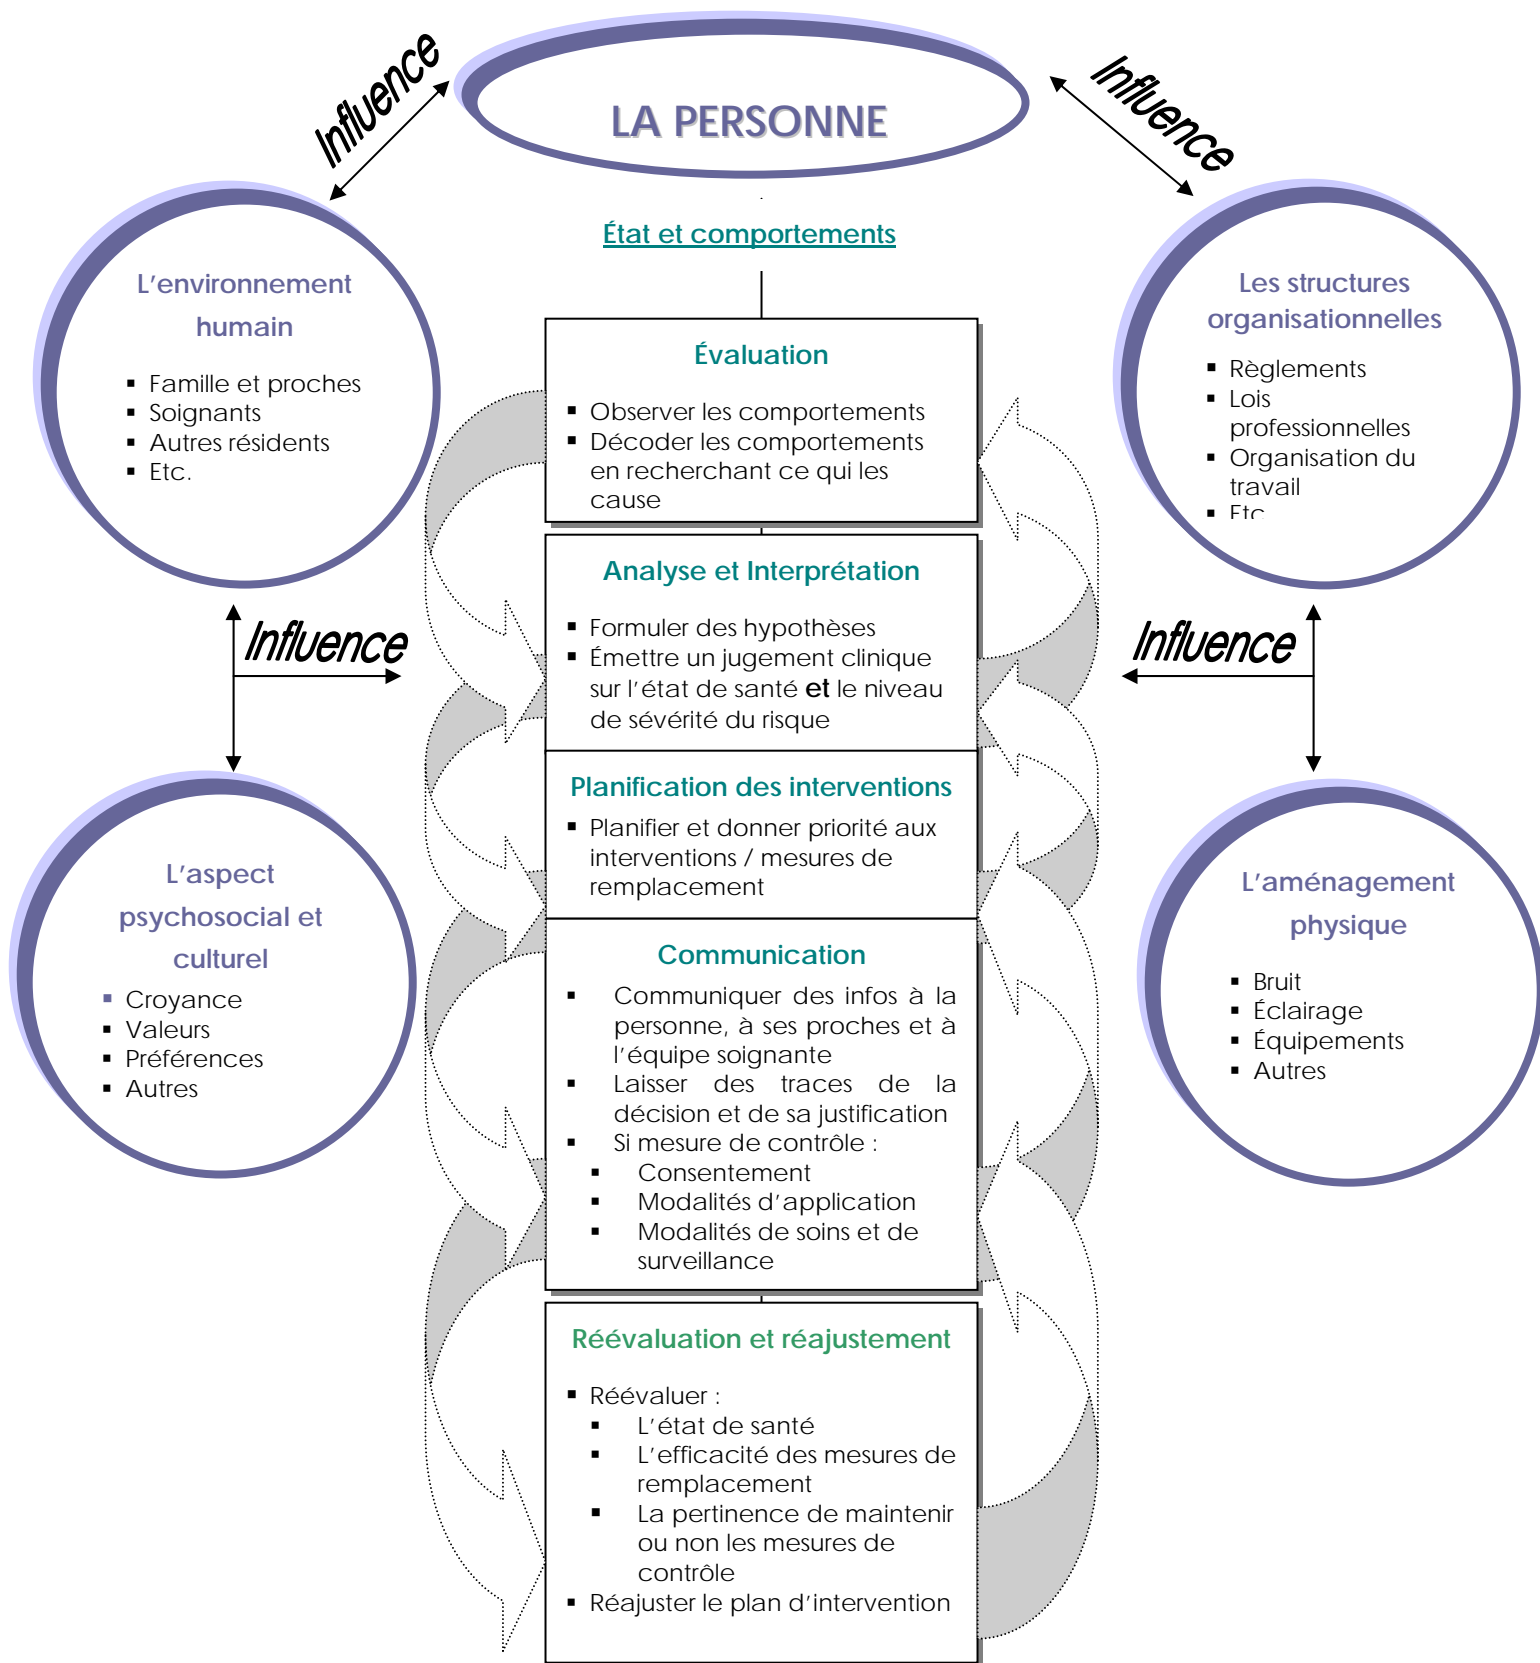 Influence
Influence
LA PERSONNE
État et comportements
L'environnement
humain
▪ Famille et proches
▪ Soignants
▪ Autres résidents
▪ Etc.
Les structures
organisationnelles
▪ Règlements
▪ Lois
professionnelles
▪ Organisation du
travail
▪ Etc
Influence
Influence
L'aspect
psychosocial et
culturel
▪ Croyance
▪ Valeurs
▪ Préférences
▪ Autres
L'aménagement
physique
▪ Bruit
▪ Éclairage
▪ Équipements
▪ Autres
Évaluation
▪ Observer les comportements
▪ Décoder les comportements
en recherchant ce qui les
cause
Analyse et Interprétation
▪ Formuler des hypothèses
▪ Émettre un jugement clinique
sur l'état de santé et le niveau
de sévérité du risque
Planification des interventions
▪ Planifier et donner priorité aux
interventions / mesures de
remplacement
Communication
▪ Communiquer des infos à la
personne, à ses proches et à
l'équipe soignante
▪ Laisser des traces de la
décision et de sa justification
▪ Si mesure de contrôle :
▪ Consentement
▪ Modalités d'application
▪ Modalités de soins et de
surveillance
Réévaluation et réajustement
▪ Réévaluer :
▪ L'état de santé
▪ L'efficacité des mesures de
remplacement
▪ La pertinence de maintenir
ou non les mesures de
contrôle
▪ Réajuster le plan d'intervention